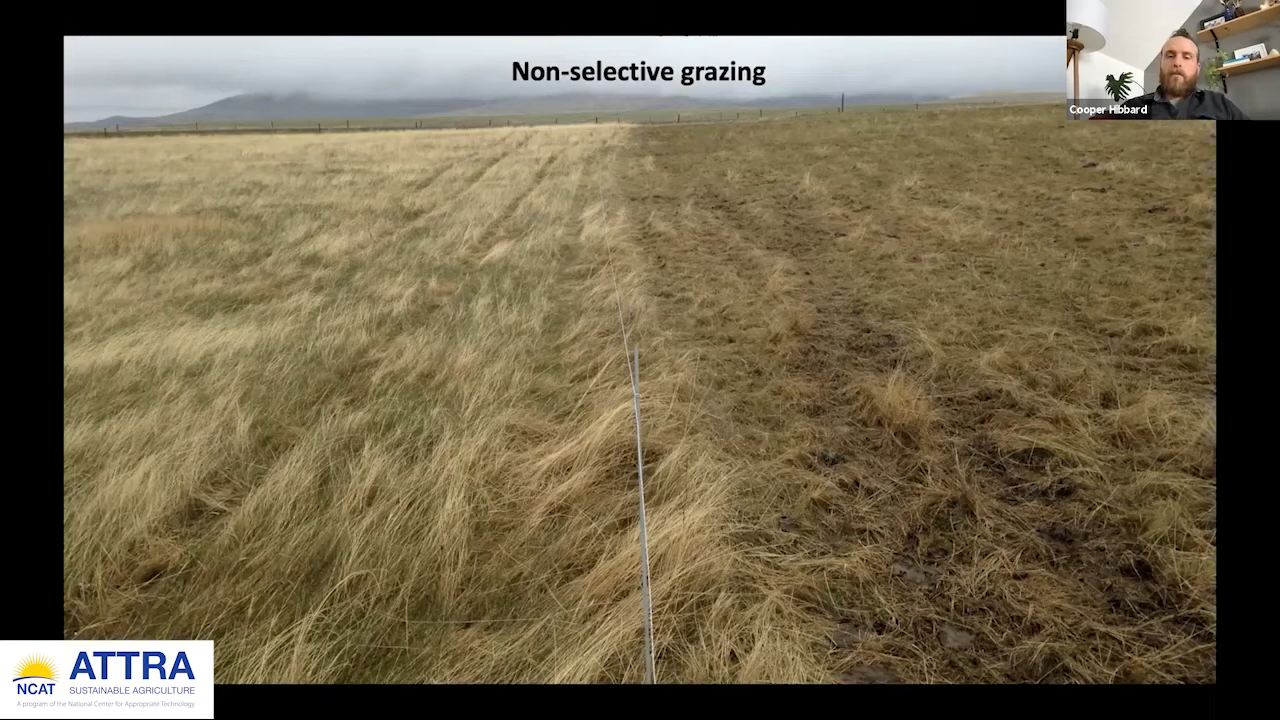 Non-selective grazing
Cooper Hibbard
NCAT
ATTRA
SUSTAINABLE AGRICULTURE
A program of the National Center for Appropriate Technology